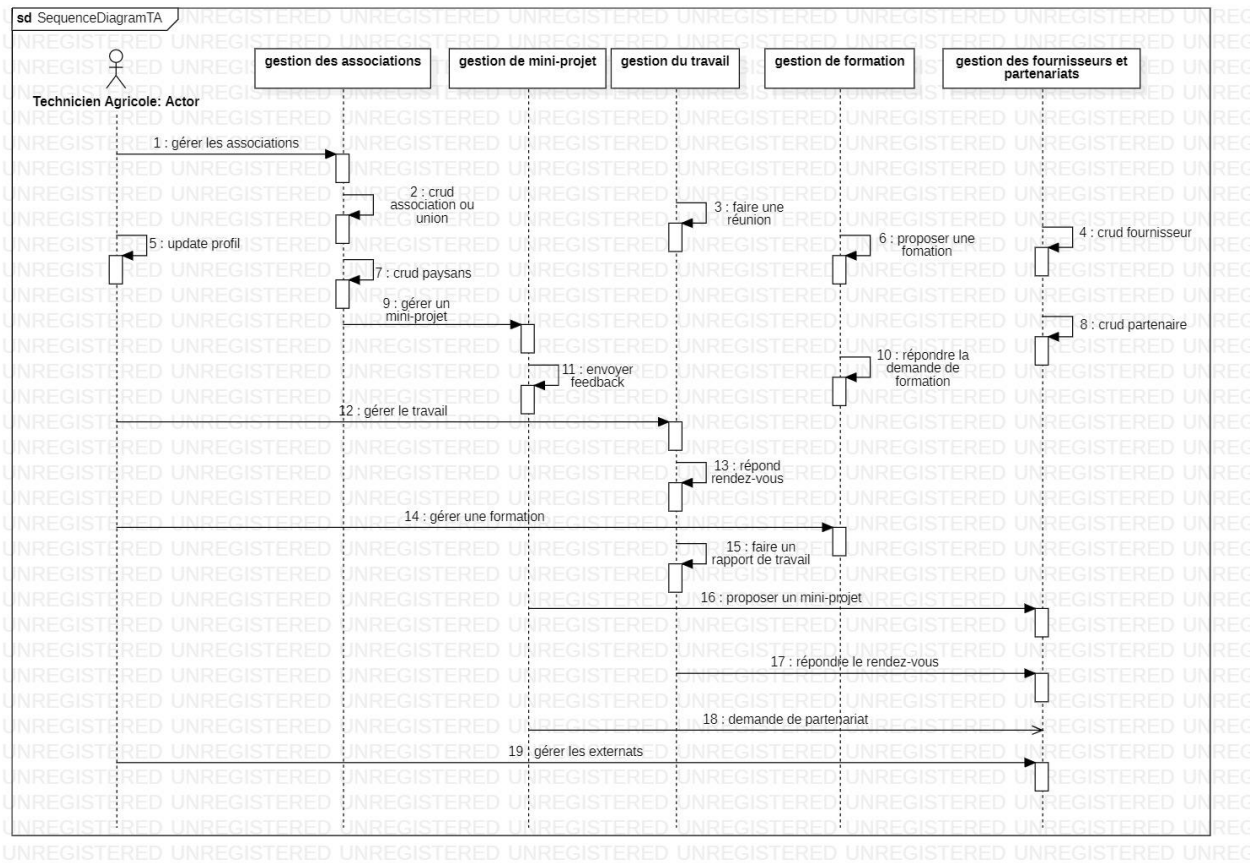 sd SequenceDiagramTA
gestion des associations
gestion de mini-projet
gestion du travail
gestion de formation
gestion des fournisseurs et
partenariats
Technicien Agricole: Actor
1 : gérer les associations
2 : crud
association ou
union
3 : faire une
réunion
4 : crud fournisseur
5 : update profil
6 : proposer une
fomation
7 : crud paysans
8 : crud partenaire
9 : gérer un
mini-projet
10 : répondre la
demande de
formation
11 : envoyer
feedback
12 : gérer le travail
13 : répond
rendez-vous
14 : gérer une formation
15 : faire un
rapport de travail
16 : proposer un mini-projet
17 : répondre le rendez-vous
18 : demande de partenariat
19 : gérer les externats
UNREGISTERED